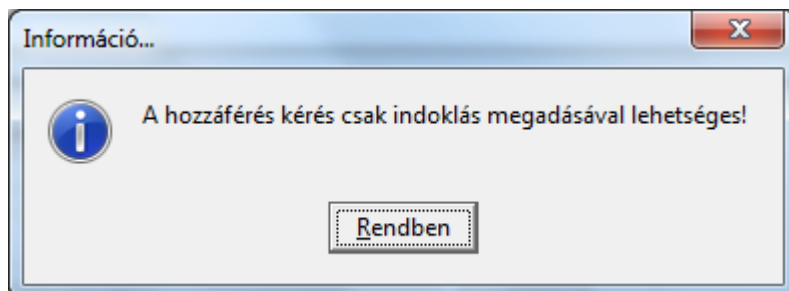 Információ...
A hozzáférés kérés csak indoklás megadásával lehetséges!
Rendben